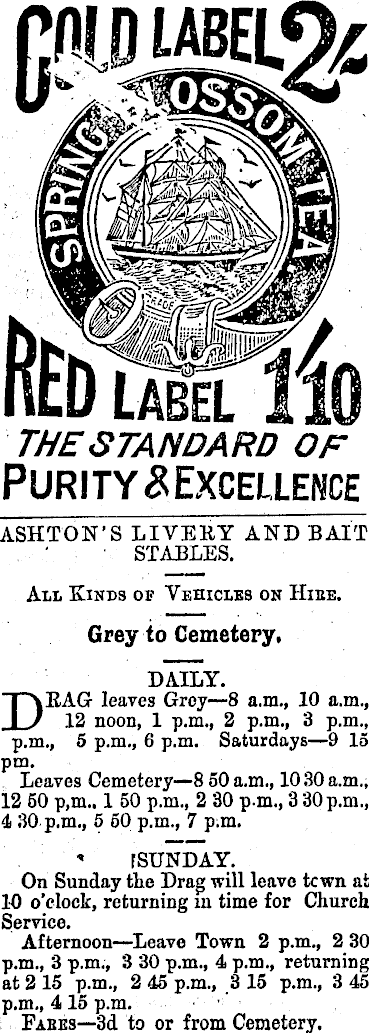 GOLD LABEL 2/-
SPRING OSSOM TEA.
RED LABEL 1/10
THE STANDARD OF
PURITY & EXCELLENCE
ASHTON'S LIVERY AND BAIT
STABLES.
ALL KINDS OF VEHICLES ON HIRE.
Grey to Cemetery.
DAILY.
DRAG leaves Grey—8 a.m., 10 a.m.,
12 noon, 1 p.m., 2 p.m., 3 p.m.,
p.m., 5 p.m., 6 p.m. Saturdays—9 15
pm.
Leaves Cemetery—8 50 a.m., 10 30 a.m.,
12 50 p,m., 1 50 p.m., 2 30 p.m., 3 30 p.m.,
4 30 p.m., 5 50 p.m., 7 p.m.
SUNDAY.
On Sunday the Drag will leave town at
10 o'clock, returning in time for Church
Service.
Afternoon—Leave Town 2 p.m., 2 30
p.m., 3 p.m., 3 30 p.m., 4 p.m., returning
at 2 15 p.m., 2 45 p.m., 3 15 p.m., 3 45
p.m., 4 15 p.m.
FARES—3d to or from Cemetery.